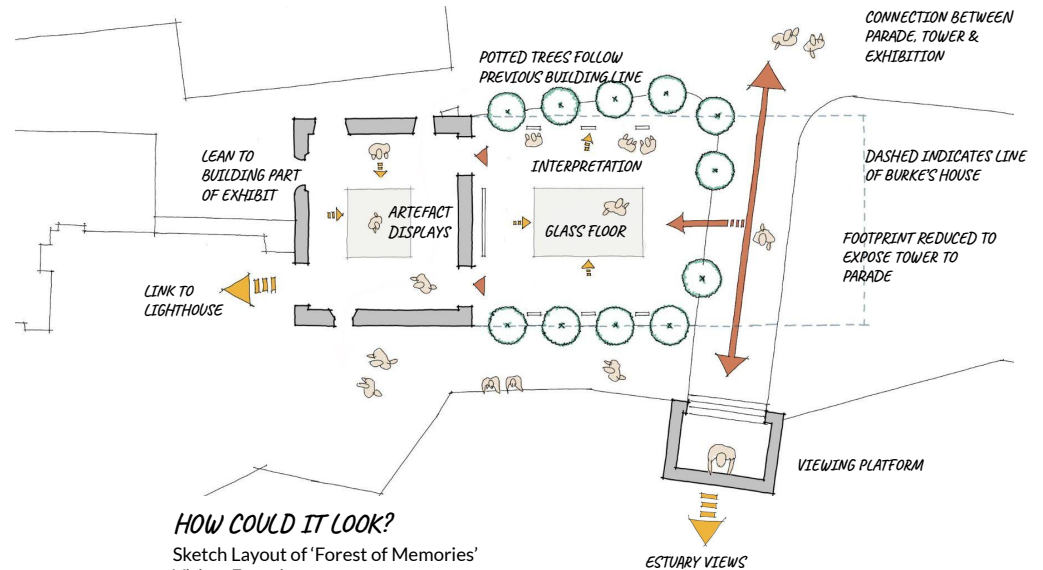 CONNECTION BETWEEN
PARADE, TOWER &
EXHIBITION
POTTED TREES FOLLOW
PREVIOUS BUILDING LINE
LEAN TO
BUILDING PART
OF EXHIBIT
INTERPRETATION
DASHED INDICATES LINE
OF BURKE'S HOUSE
ARTEFACT
DISPLAYS
GLASS FLOOR
FOOTPRINT REDUCED TO
EXPOSE TOWER TO
PARADE
LINK TO
LIGHTHOUSE
VIEWING PLATFORM
HOW COULD IT LOOK?
Sketch Layout of ‘Forest of Memories’
ESTUARY VIEWS